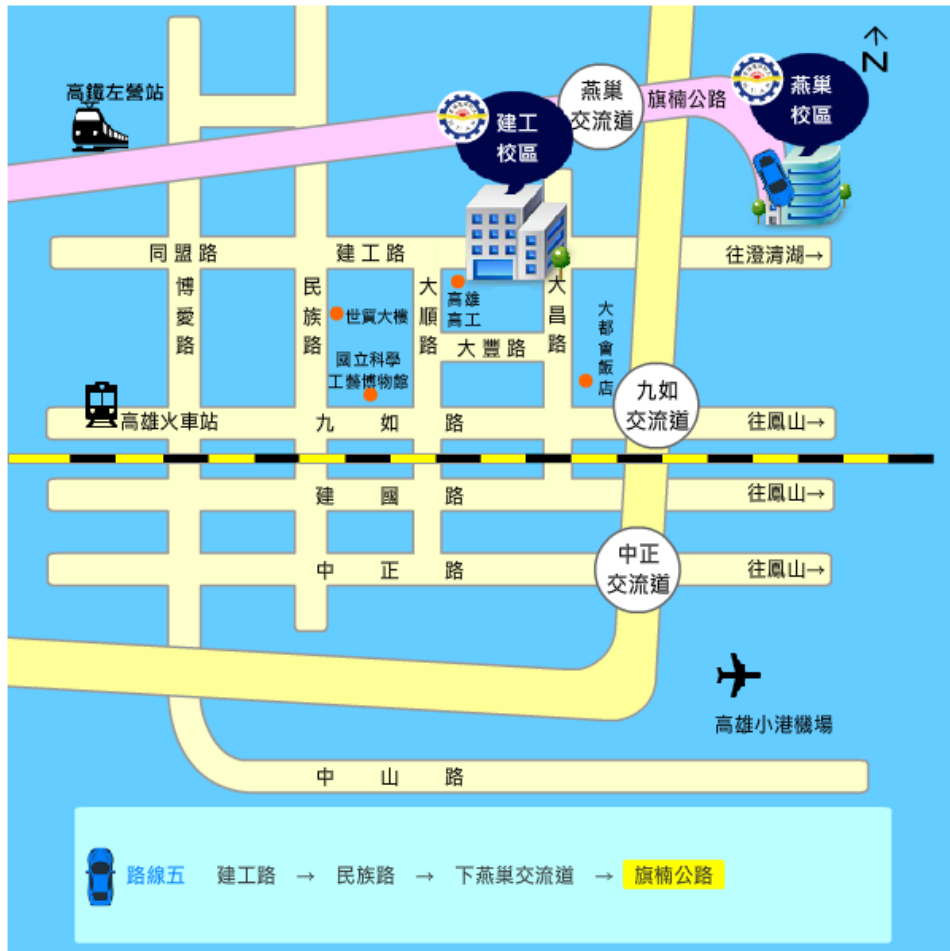 N
高鐵左營站
燕巢
交流道
旗楠公路
燕巢
校區
建工
校區
同盟路
建工路
往澄清湖→
博愛路
民族路
大順路
大昌路
世貿大樓
高雄
高工
大豐路
大都會飯店
國立科學
工藝博物館
九如
交流道
高雄火車站
九如路
往鳳山→
建國路
往鳳山→
中正
交流道
中正路
往鳳山→
高雄小港機場
中山路
路線五 建工路 → 民族路 → 下燕巢交流道 → 旗楠公路